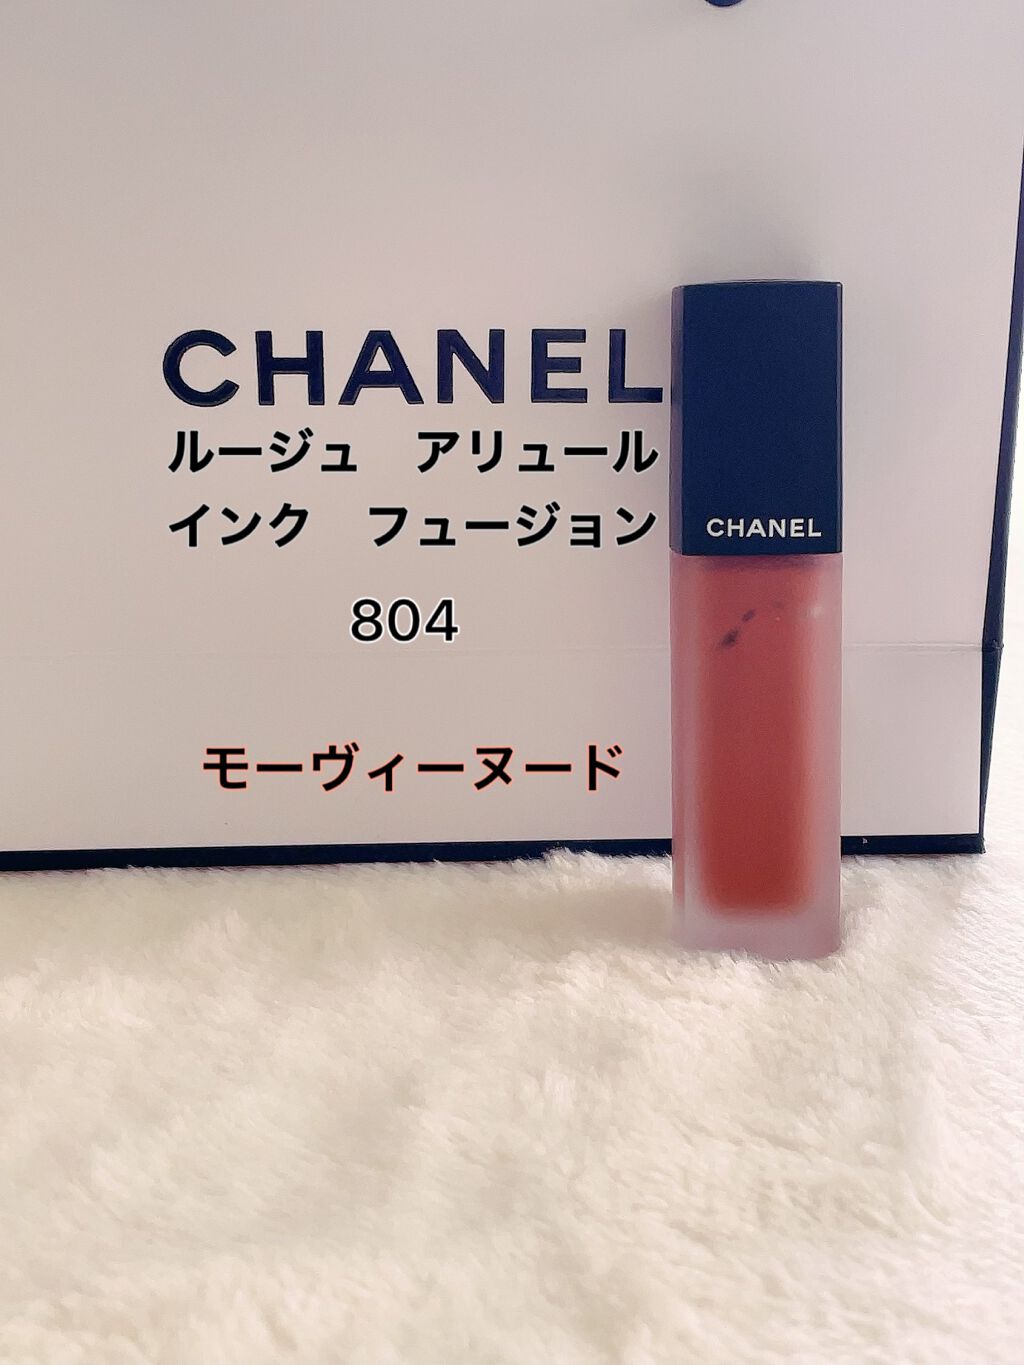 CHANEL
ルージュ　アリュール
インク　フュージョン
804
モーヴィーヌード
CHANEL